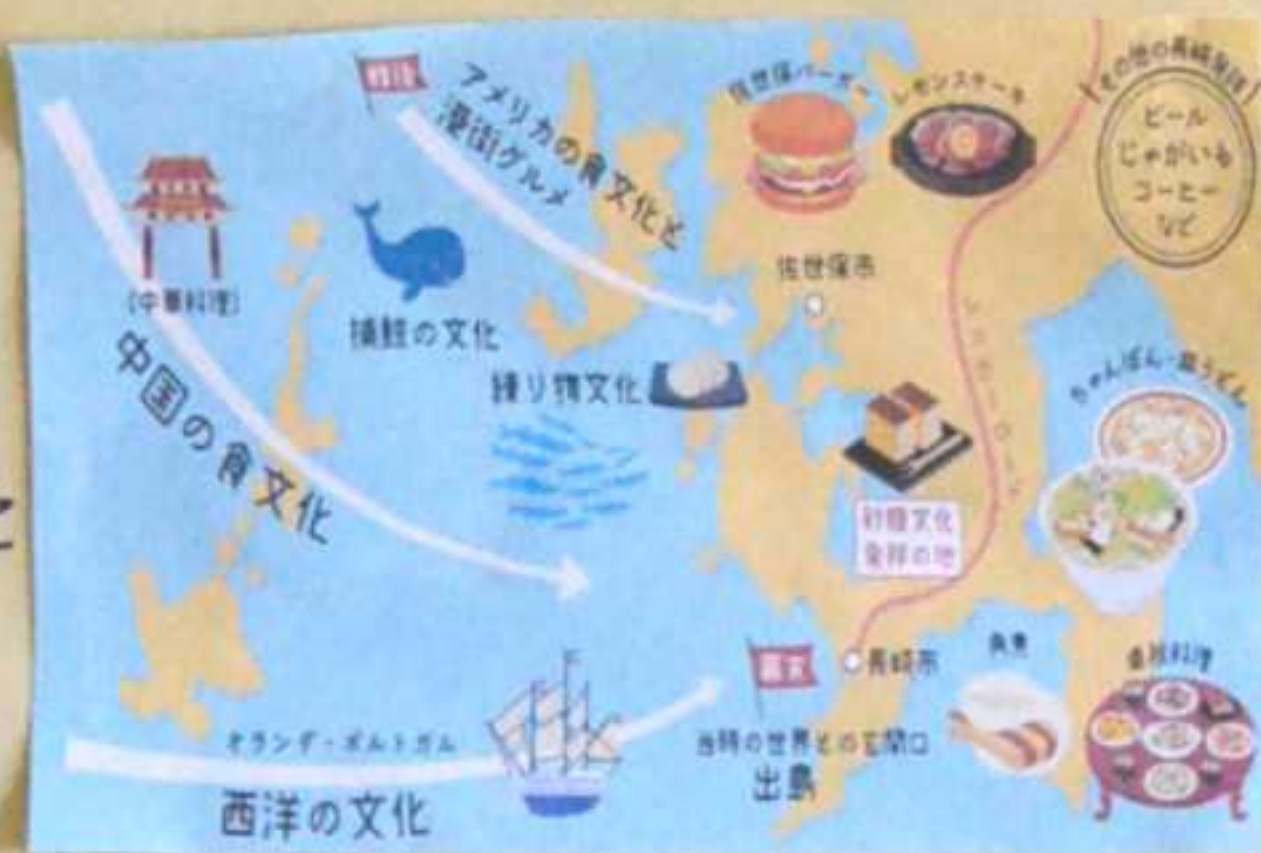 戦後
アメリカの食文化と
港街グルメ
佐世保バーガー
レモンステーキ
その他の長崎発祥
ビール
じゃがいも
コーヒー
など
(中華料理)
中国の食文化
捕鯨の文化
練り物文化
佐世保市
シュガーロード
ちゃんぽん・皿うどん
砂糖文化
発祥の地
長崎市
角煮
卓袱料理
オランダ・ポルトガル
西洋の文化
当時の世界との玄関口
出島